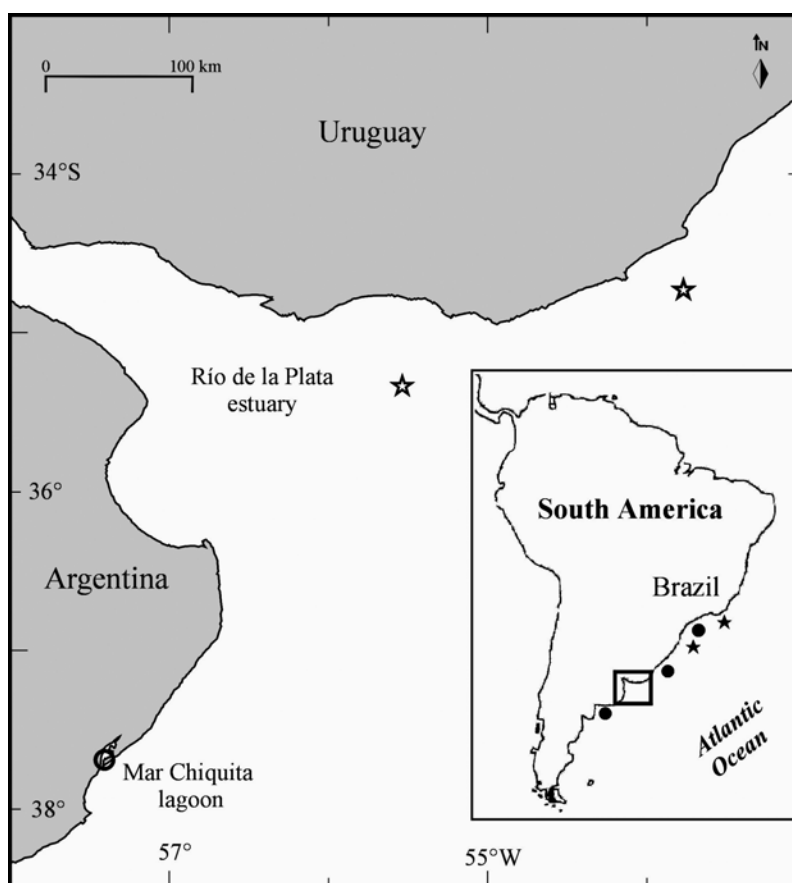 0 100 km
N
Uruguay
34°S
Río de la Plata
estuary
36°
South America
Argentina
Brazil
Atlantic
Ocean
Mar Chiquita
lagoon
38°
57°
55°W